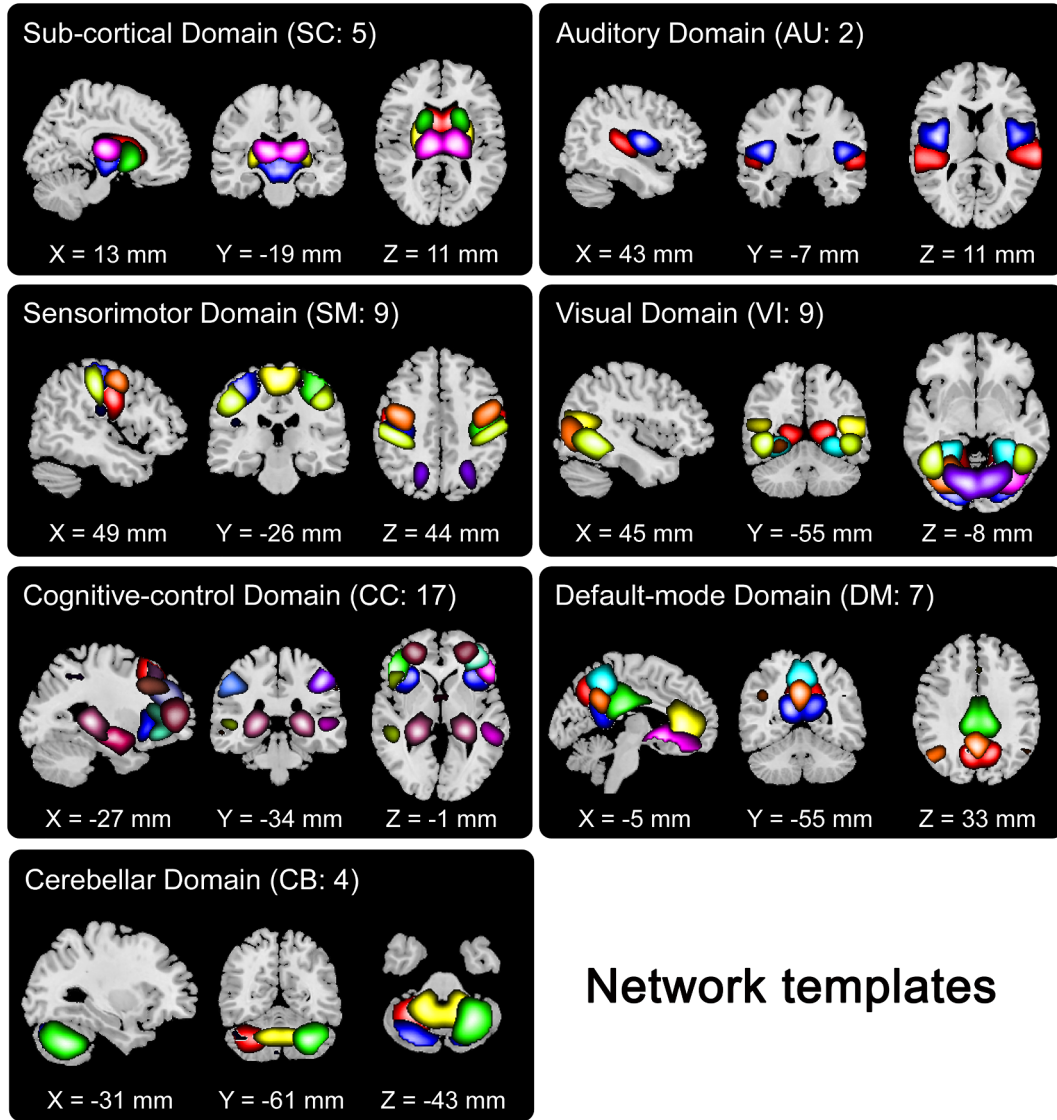 Sub-cortical Domain (SC: 5)
X = 13 mm Y = -19 mm Z = 11 mm
Auditory Domain (AU: 2)
X = 43 mm Y = -7 mm Z = 11 mm
Sensorimotor Domain (SM: 9)
X = 49 mm Y = -26 mm Z = 44 mm
Visual Domain (VI: 9)
X = 45 mm Y = -55 mm Z = -8 mm
Cognitive-control Domain (CC: 17)
X = -27 mm Y = -34 mm Z = -1 mm
Default-mode Domain (DM: 7)
X = -5 mm Y = -55 mm Z = 33 mm
Cerebellar Domain (CB: 4)
X = -31 mm Y = -61 mm Z = -43 mm
Network templates